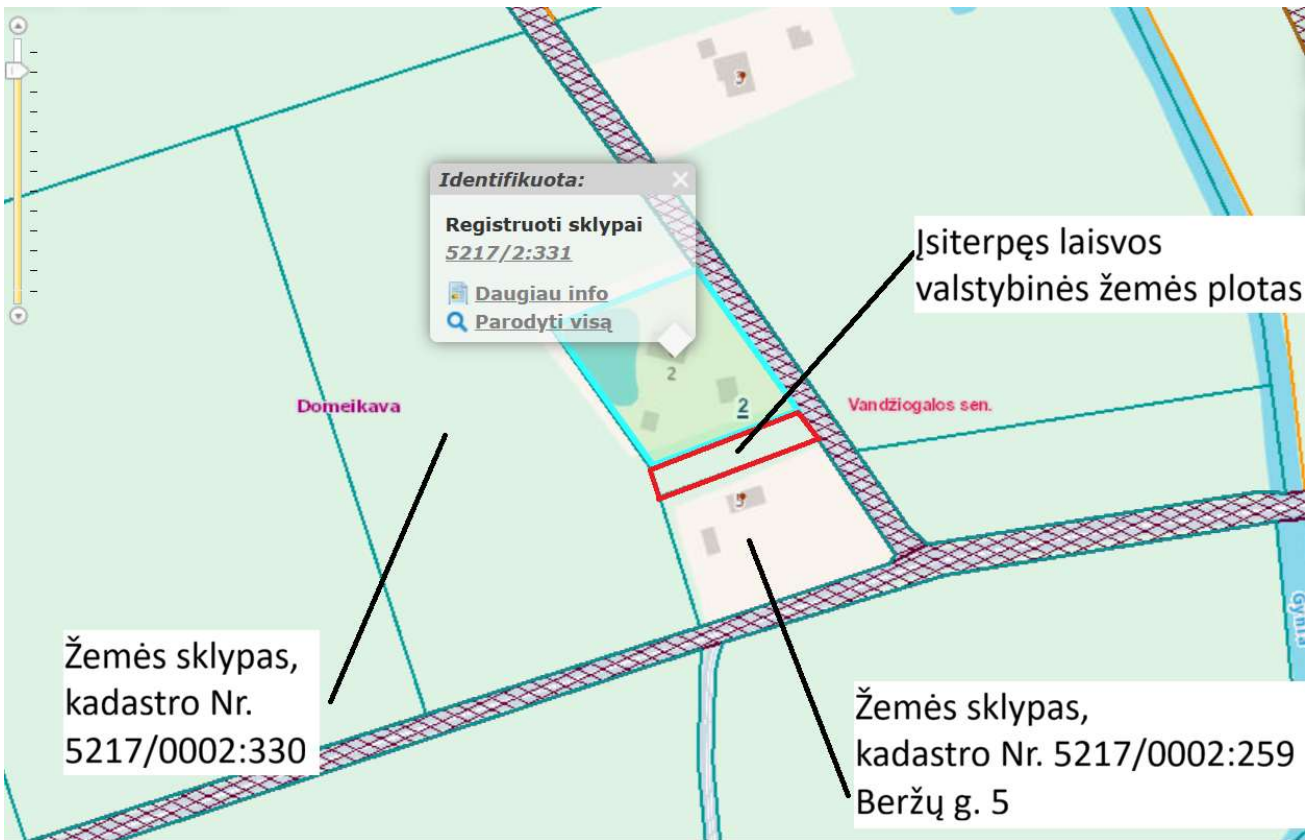 Identifikuota:
Registruoti sklypai
5217/2:331
Daugiau info
Parodyti visą
Įsiterpęs laisvos
valstybinės žemės plotas
Domeikava
Vandžiogalos sen.
2
2
3
5
Žemės sklypas,
kadastro Nr.
5217/0002:330
Žemės sklypas,
kadastro Nr. 5217/0002:259
Beržų g. 5
Gynia